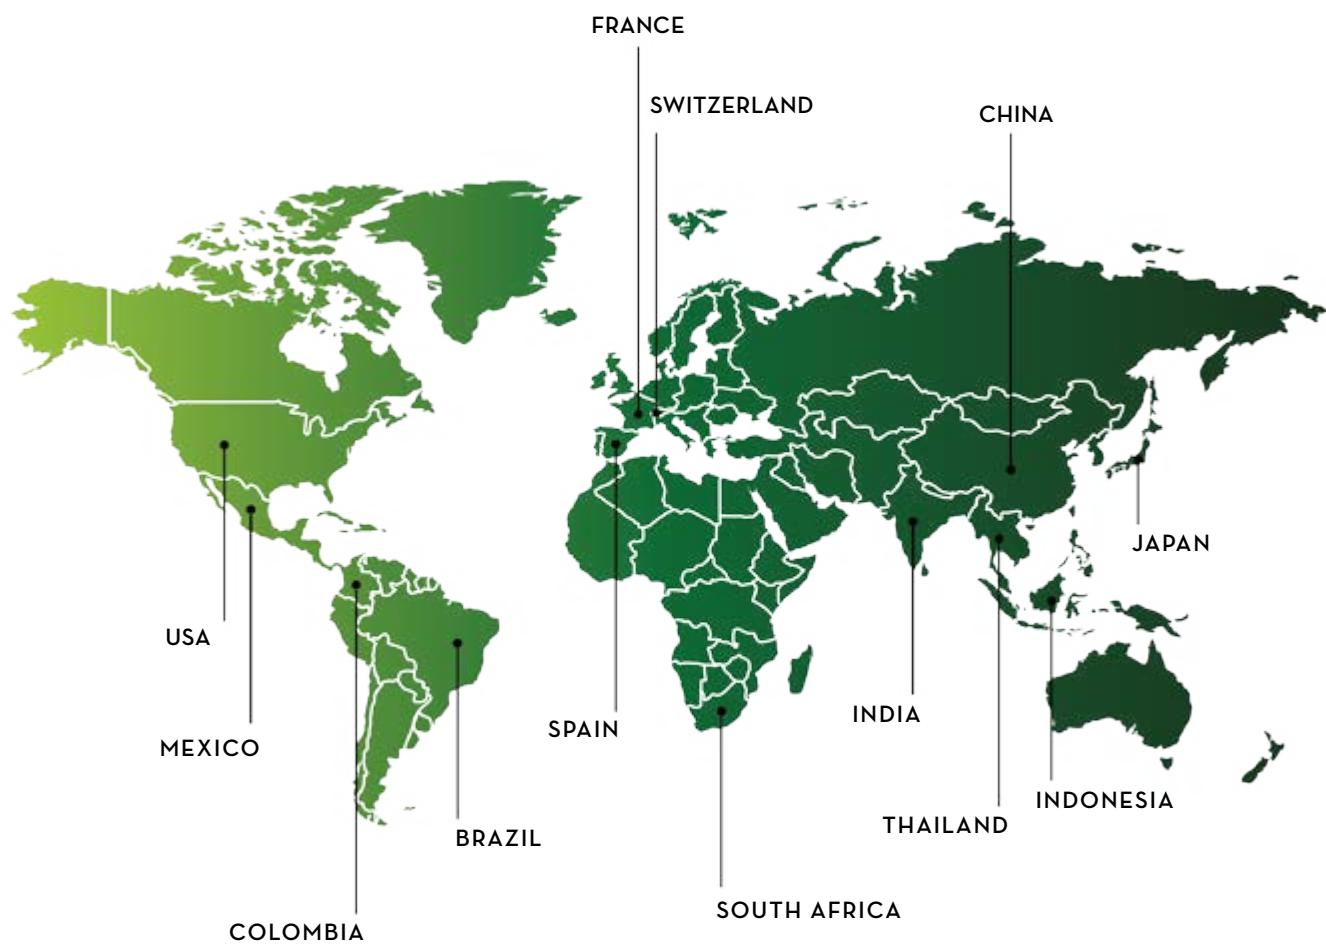 FRANCE
SWITZERLAND
CHINA
JAPAN
USA
INDIA
SPAIN
MEXICO
INDONESIA
THAILAND
BRAZIL
SOUTH AFRICA
COLOMBIA